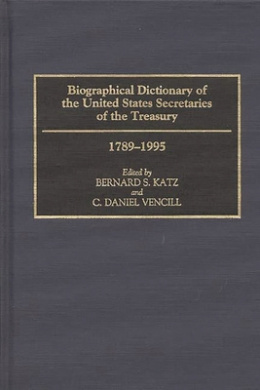 Biographical Dictionary of
the United States Secretaries
of the Treasury
1789–1995
Edited by
BERNARD S. KATZ
and
C. DANIEL VENCILL